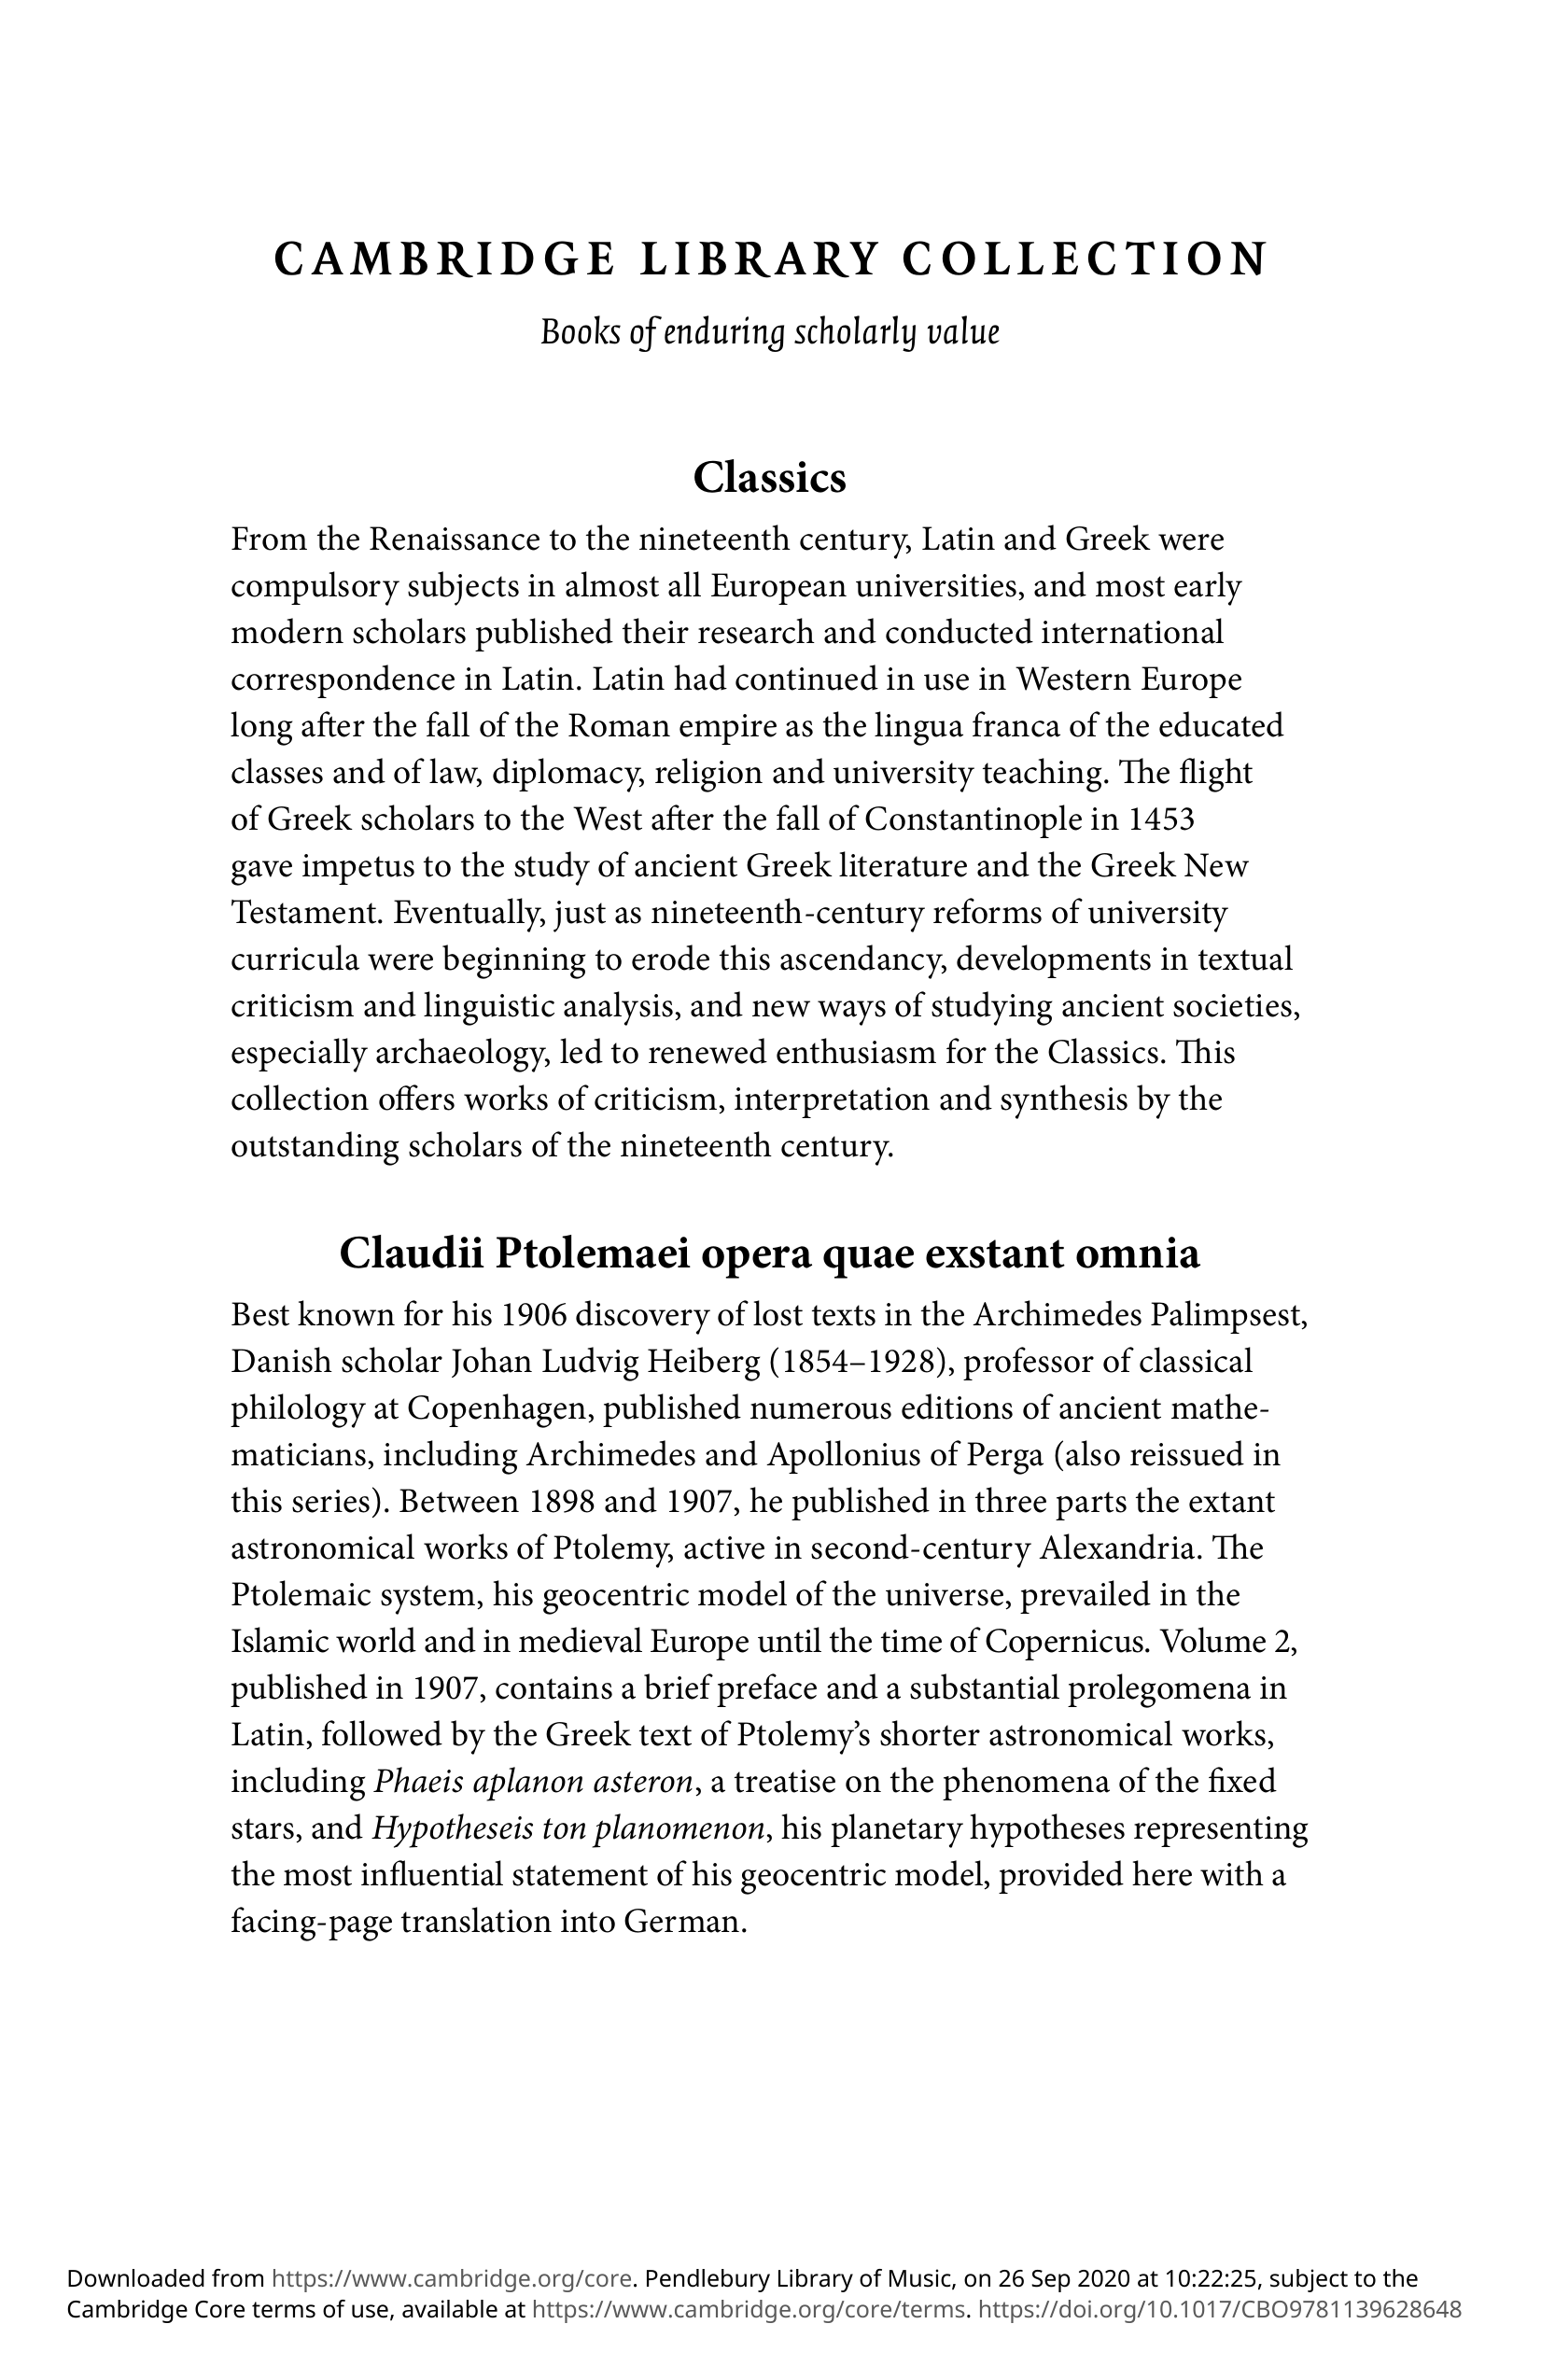 CAMBRIDGE LIBRARY COLLECTION
Books of enduring scholarly value
Classics
From the Renaissance to the nineteenth century, Latin and Greek were
compulsory subjects in almost all European universities, and most early
modern scholars published their research and conducted international
correspondence in Latin. Latin had continued in use in Western Europe
long after the fall of the Roman empire as the lingua franca of the educated
classes and of law, diplomacy, religion and university teaching. The flight
of Greek scholars to the West after the fall of Constantinople in 1453
gave impetus to the study of ancient Greek literature and the Greek New
Testament. Eventually, just as nineteenth-century reforms of university
curricula were beginning to erode this ascendancy, developments in textual
criticism and linguistic analysis, and new ways of studying ancient societies,
especially archaeology, led to renewed enthusiasm for the Classics. This
collection offers works of criticism, interpretation and synthesis by the
outstanding scholars of the nineteenth century.
Claudii Ptolemaei opera quae exstant omnia
Best known for his 1906 discovery of lost texts in the Archimedes Palimpsest,
Danish scholar Johan Ludvig Heiberg (1854–1928), professor of classical
philology at Copenhagen, published numerous editions of ancient mathe-
maticians, including Archimedes and Apollonius of Perga (also reissued in
this series). Between 1898 and 1907, he published in three parts the extant
astronomical works of Ptolemy, active in second-century Alexandria. The
Ptolemaic system, his geocentric model of the universe, prevailed in the
Islamic world and in medieval Europe until the time of Copernicus. Volume 2,
published in 1907, contains a brief preface and a substantial prolegomena in
Latin, followed by the Greek text of Ptolemy’s shorter astronomical works,
including Phaeis aplanon asteron, a treatise on the phenomena of the fixed
stars, and Hypotheseis ton planomenon, his planetary hypotheses representing
the most influential statement of his geocentric model, provided here with a
facing-page translation into German.
Downloaded from https://www.cambridge.org/core. Pendlebury Library of Music, on 26 Sep 2020 at 10:22:25, subject to the
Cambridge Core terms of use, available at https://www.cambridge.org/core/terms. https://doi.org/10.1017/CBO9781139628648